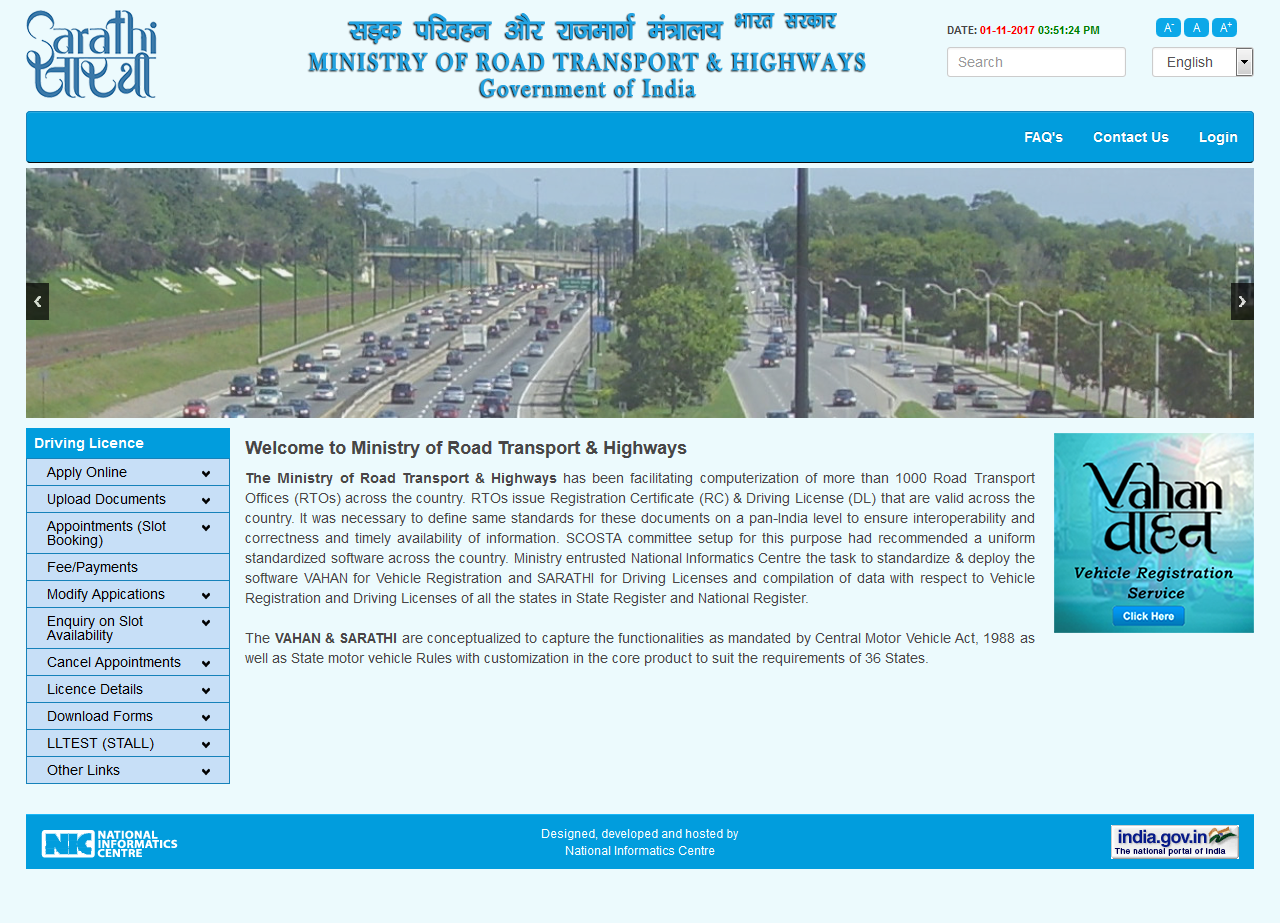 Sarathi
सारथी
सड़क परिवहन और राजमार्ग मंत्रालय भारत सरकार
MINISTRY OF ROAD TRANSPORT & HIGHWAYS
Government of India
DATE: 01-11-2017 03:51:24 PM
A- A A+
Search
English
FAQ's Contact Us Login
Driving Licence
Apply Online
Upload Documents
Appointments (Slot
Booking)
Fee/Payments
Modify Appications
Enquiry on Slot
Availability
Cancel Appointments
Licence Details
Download Forms
LLTEST (STALL)
Other Links
Welcome to Ministry of Road Transport & Highways
The Ministry of Road Transport & Highways has been facilitating computerization of more than 1000 Road Transport
Offices (RTOs) across the country. RTOs issue Registration Certificate (RC) & Driving License (DL) that are valid across the
country. It was necessary to define same standards for these documents on a pan-India level to ensure interoperability and
correctness and timely availability of information. SCOSTA committee setup for this purpose had recommended a uniform
standardized software across the country. Ministry entrusted National Informatics Centre the task to standardize & deploy the
software VAHAN for Vehicle Registration and SARATHI for Driving Licenses and compilation of data with respect to Vehicle
Registration and Driving Licenses of all the states in State Register and National Register.
The VAHAN & SARATHI are conceptualized to capture the functionalities as mandated by Central Motor Vehicle Act, 1988 as
well as State motor vehicle Rules with customization in the core product to suit the requirements of 36 States.
Vahan
वाहन
Vehicle Registration
Service
Click Here
NIC NATIONAL
INFORMATICS
CENTRE
Designed, developed and hosted by
National Informatics Centre
india.gov.in
The national portal of India